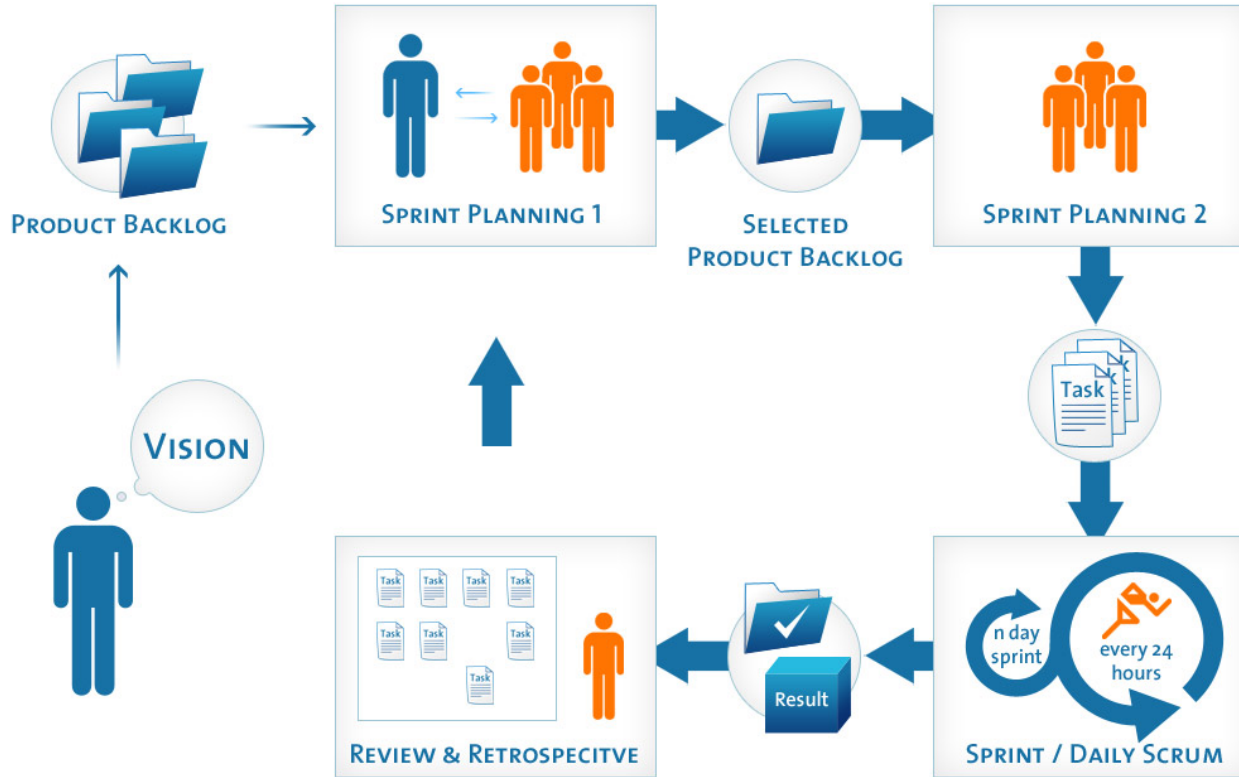 PRODUCT BACKLOG
SPRINT PLANNING 1
SELECTED
PRODUCT BACKLOG
SPRINT PLANNING 2
VISION
Task
k
k
Task
Task
Task
Task
Task
Task
Task
Task
REVIEW & RETROSPECITVE
Result
n day
sprint
every 24
hours
SPRINT / DAILY SCRUM